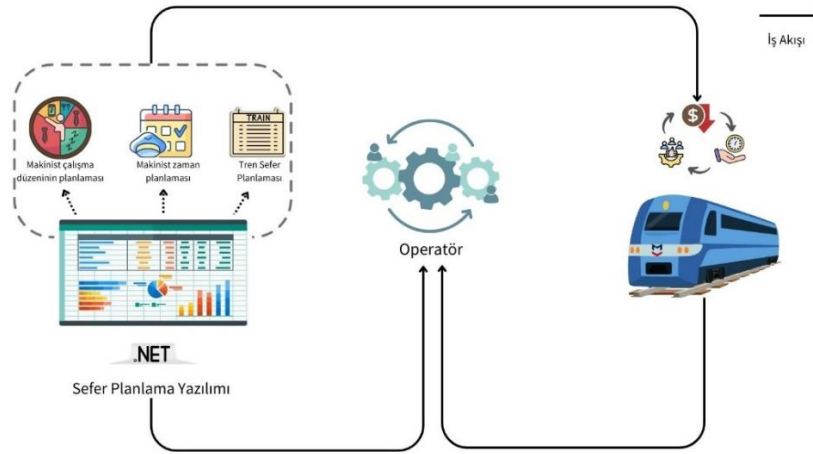 İş Akışı
TRAIN
Makinist çalışma
düzeninin planlaması
Makinist zaman
planlaması
Tren Sefer
Planlaması
Operatör
.NET
Sefer Planlama Yazılımı